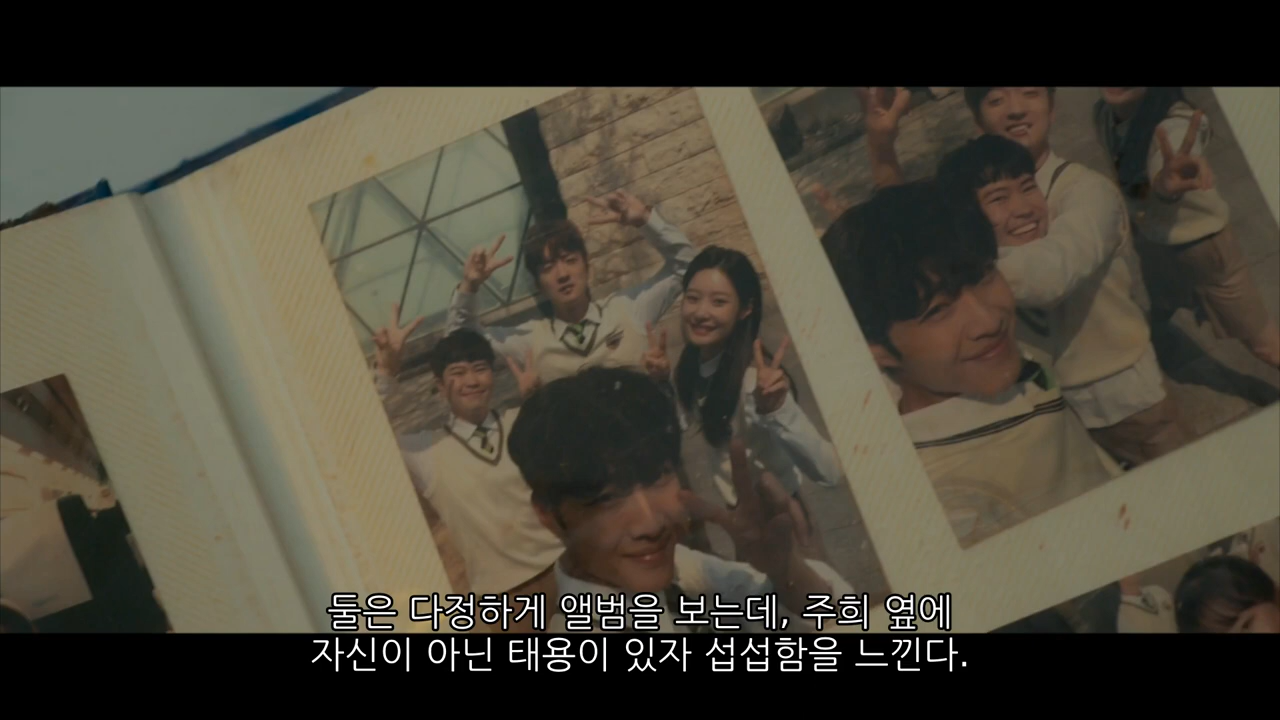 둘은 다정하게 앨범을 보는데, 주희 옆에
자신이 아닌 태용이 있자 섭섭함을 느낀다.